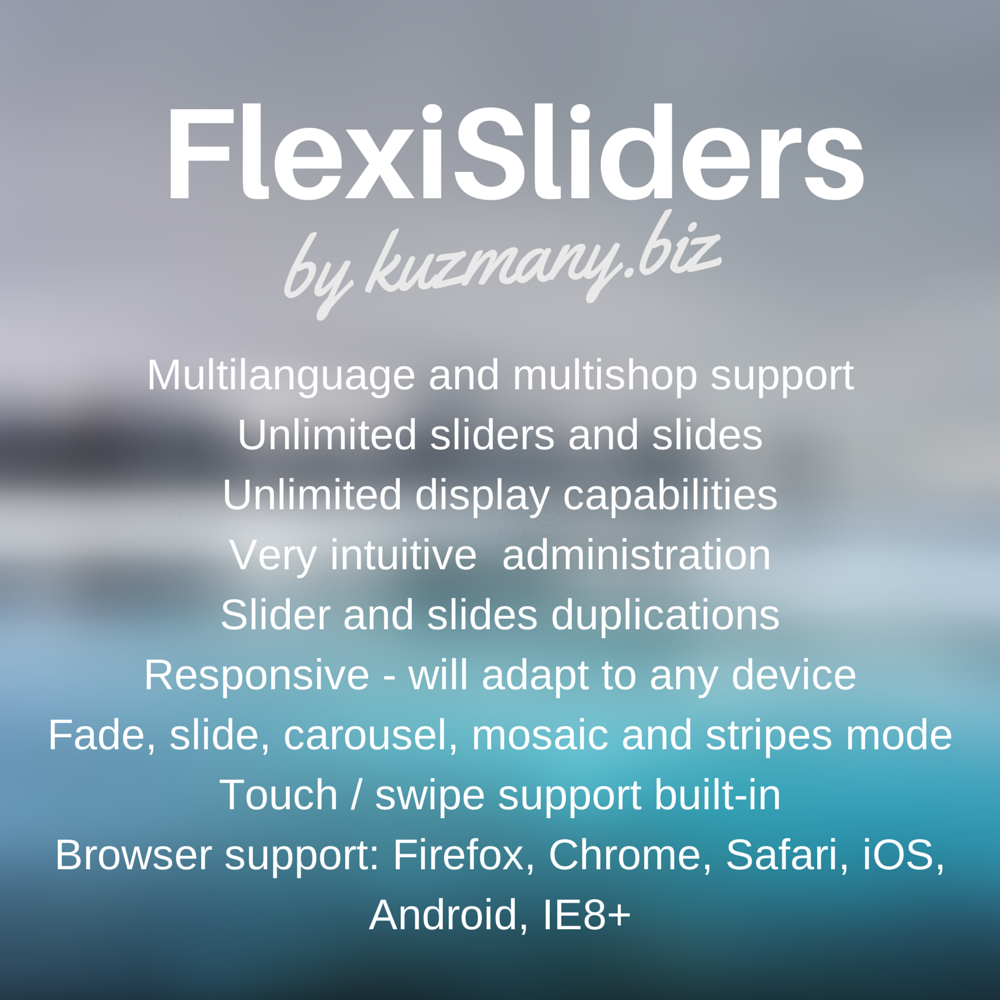 FlexiSliders
by kuzmany.biz
Multilanguage and multishop support
Unlimited sliders and slides
Unlimited display capabilities
Very intuitive  administration
Slider and slides duplications
Responsive - will adapt to any device
Fade, slide, carousel, mosaic and stripes mode
Touch / swipe support built-in
Browser support: Firefox, Chrome, Safari, iOS,
Android, IE8+